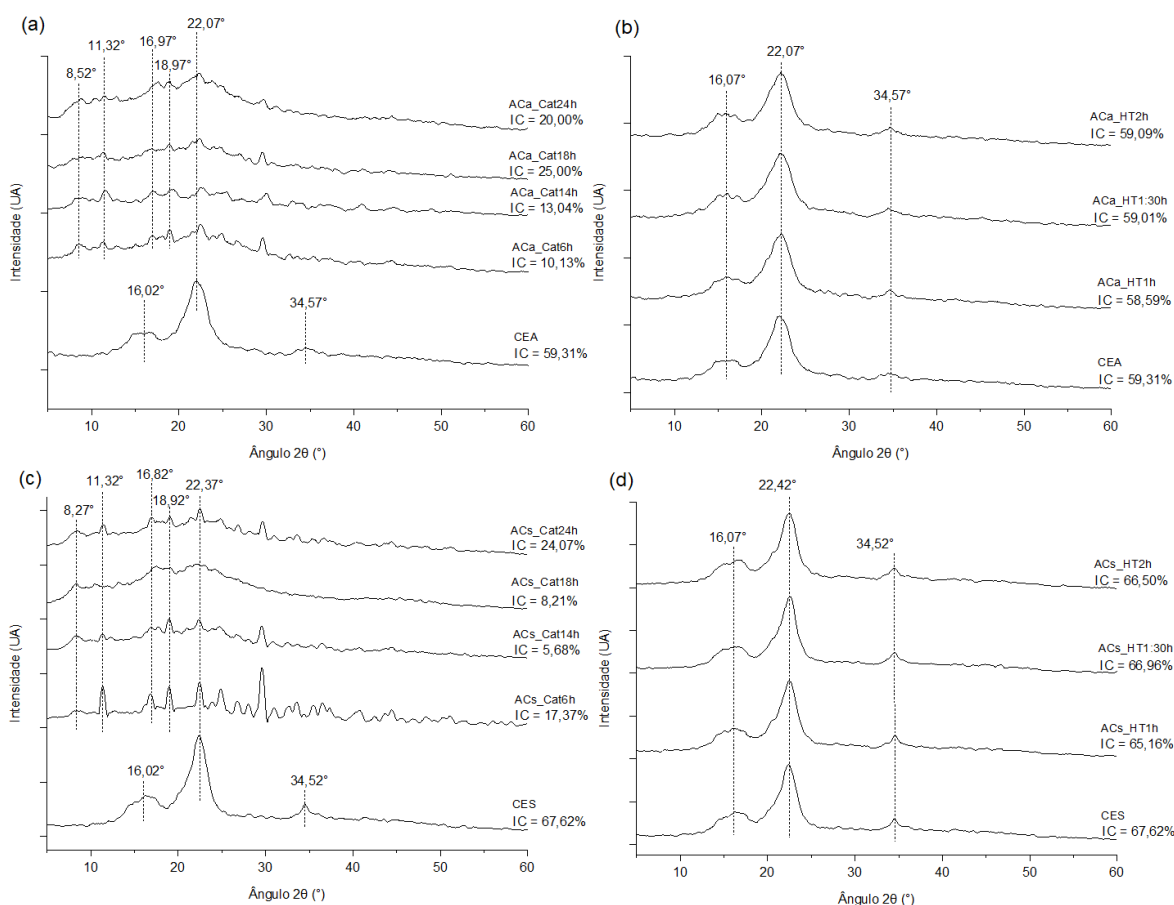 (a)
22,07°
16,97°
11,32°
18,97°
8,52°
ACa_Cat24h
IC = 20,00%
ACa_Cat18h
IC = 25,00%
ACa_Cat14h
IC = 13,04%
ACa_Cat6h
IC = 10,13%
16,02°
34,57°
CEA
IC = 59,31%
Intensidade (UA)
10 20 30 40 50 60
Ângulo 2θ (°)
(b)
22,07°
16,07°
34,57°
ACa_HT2h
IC = 59,09%
ACa_HT1:30h
IC = 59,01%
ACa_HT1h
IC = 58,59%
CEA
IC = 59,31%
Intensidade (UA)
10 20 30 40 50 60
Ângulo 2θ (°)
(c)
16,82°
11,32°
22,37°
18,92°
8,27°
ACs_Cat24h
IC = 24,07%
ACs_Cat18h
IC = 8,21%
ACs_Cat14h
IC = 5,68%
ACs_Cat6h
IC = 17,37%
16,02°
34,52°
CES
IC = 67,62%
Intensidade (UA)
10 20 30 40 50 60
Ângulo 2θ (°)
(d)
22,42°
16,07°
34,52°
ACs_HT2h
IC = 66,50%
ACs_HT1:30h
IC = 66,96%
ACs_HT1h
IC = 65,16%
CES
IC = 67,62%
Intensidade (UA)
10 20 30 40 50 60
Ângulo 2θ (°)